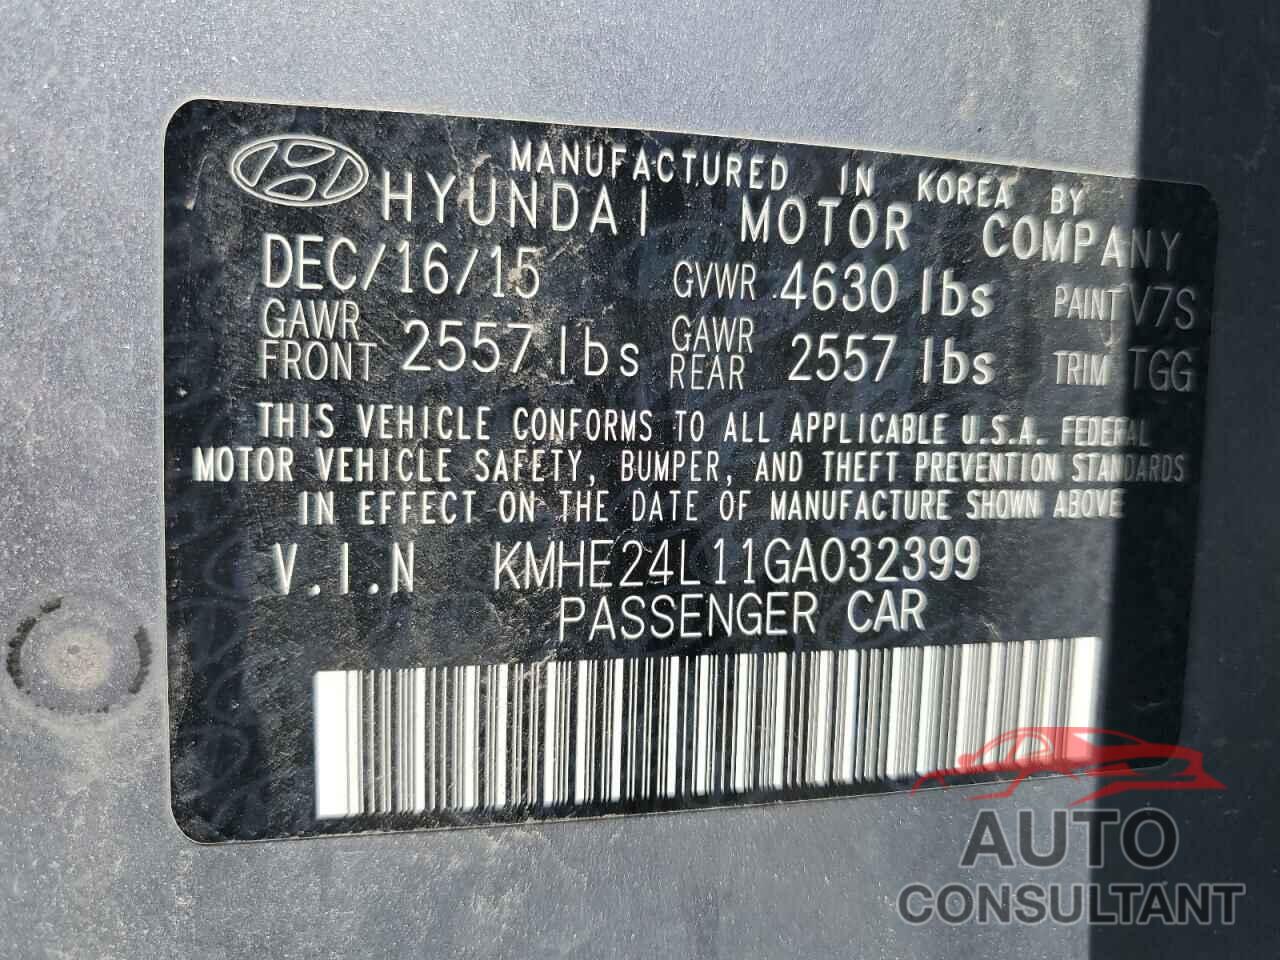 MANUFACTURED IN KOREA BY
HYUNDAI MOTOR COMPANY
DEC/16/15 GVWR 4630 lbs PAINT V7S
GAWR FRONT 2557 lbs GAWR REAR 2557 lbs TRIM TGG
THIS VEHICLE CONFORMS TO ALL APPLICABLE U.S.A. FEDERAL
MOTOR VEHICLE SAFETY, BUMPER, AND THEFT PREVENTION STANDARDS
IN EFFECT ON THE DATE OF MANUFACTURE SHOWN ABOVE
V.I.N KMHE24L11GA032399
PASSENGER CAR
AUTO
CONSULTANT